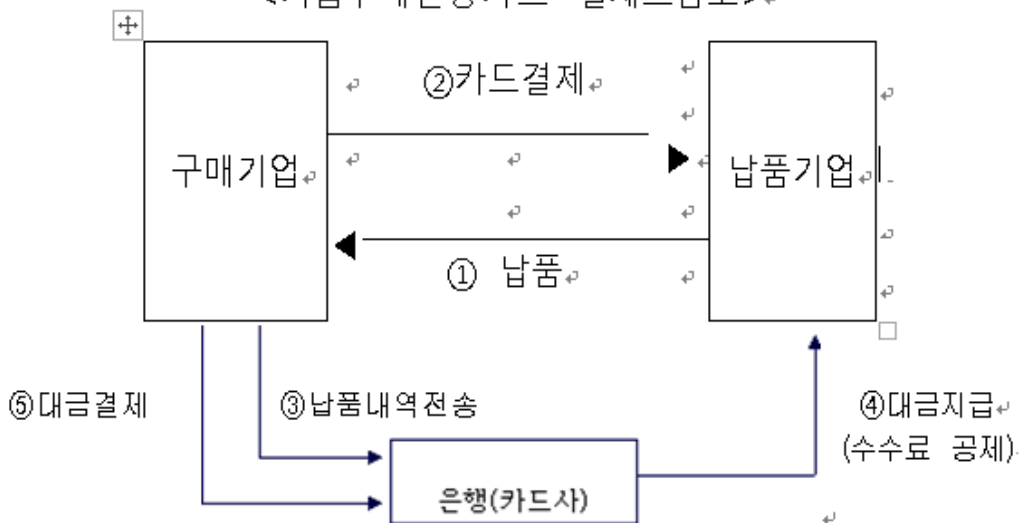 ②카드결제
구매기업
납품기업
① 납품
⑤대금결제
③납품내역전송
④대금지급
(수수료 공제)
은행(카드사)